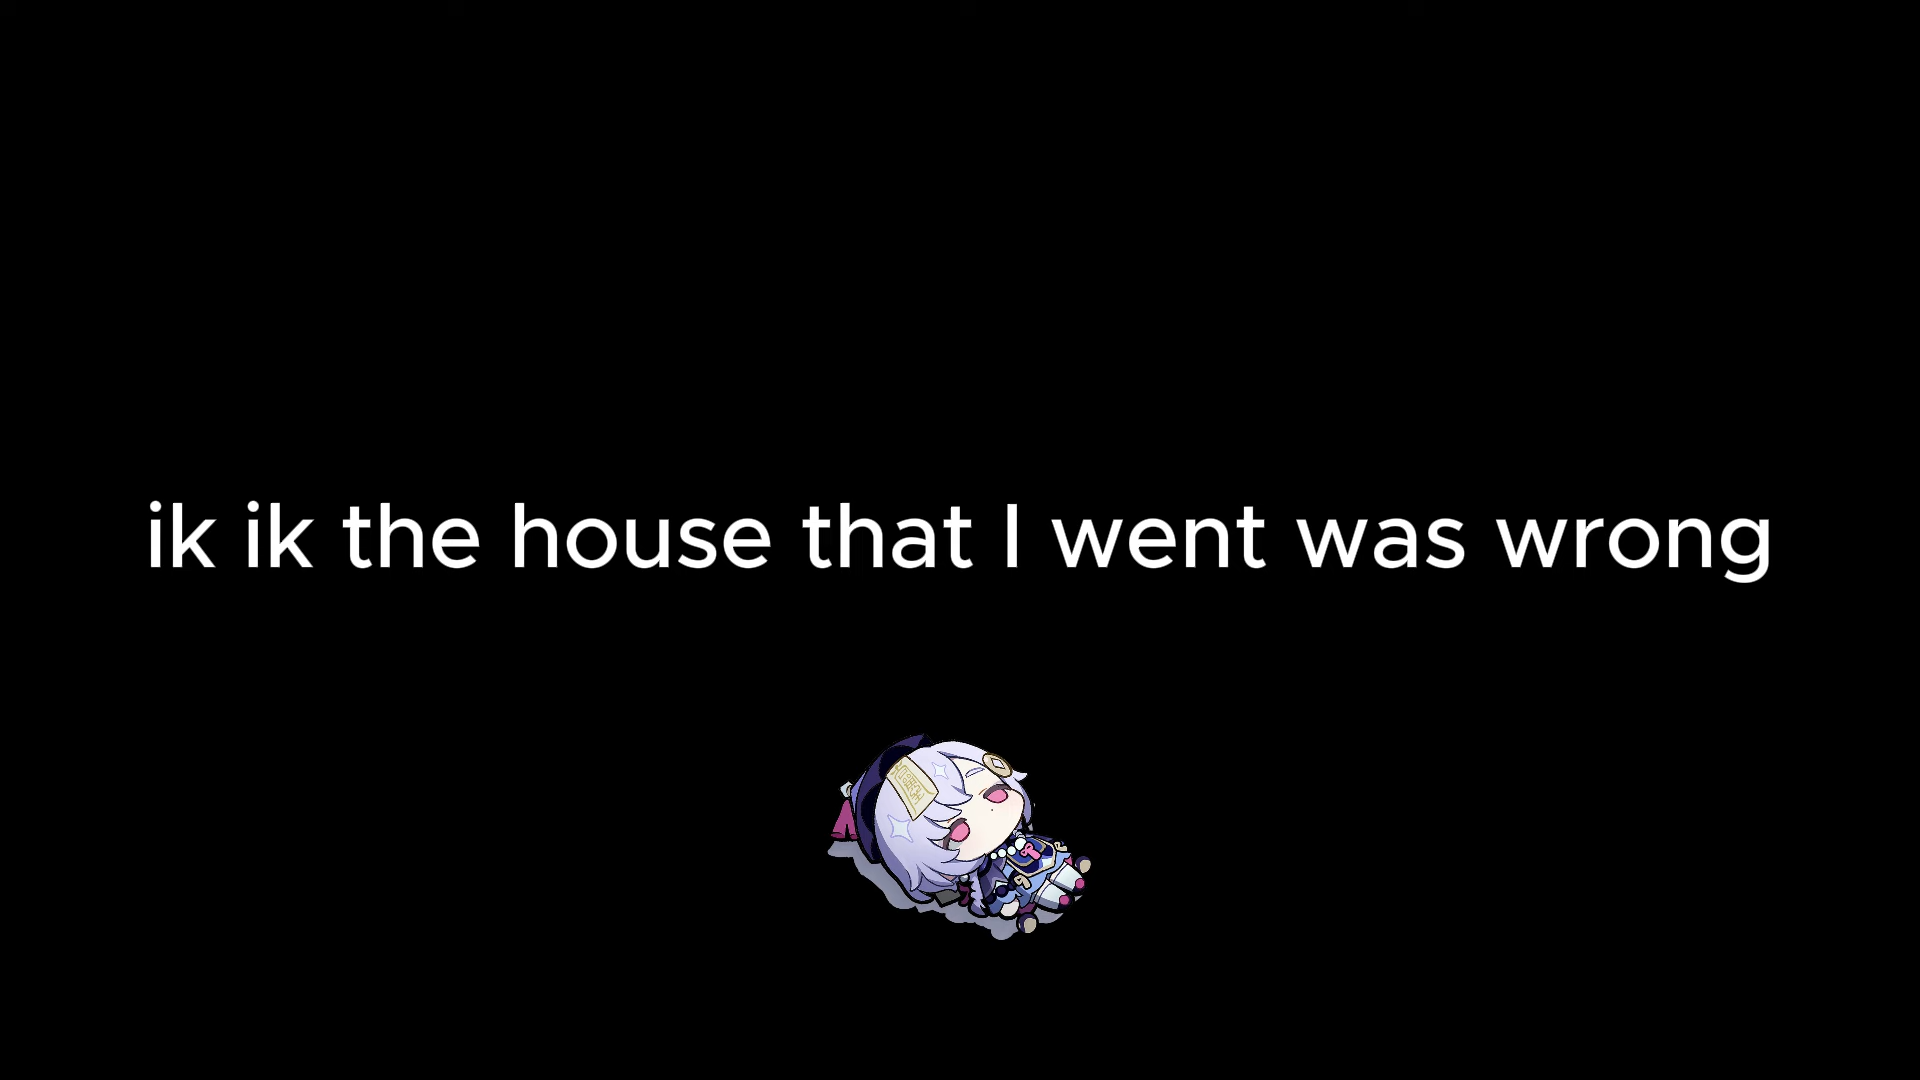 ik ik the house that I went was wrong